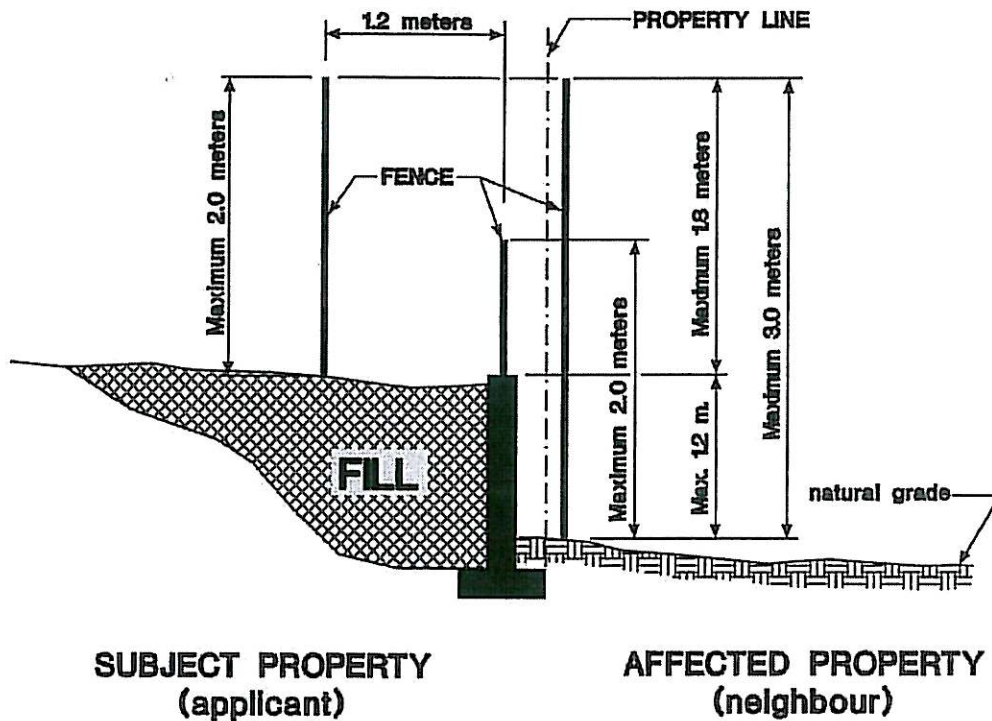 1.2 meters
PROPERTY LINE
Maximum 2.0 meters
FENCE
Maximum 2.0 meters
Maximum 1.8 meters
Max. 1.2 m.
Maximum 3.0 meters
FILL
natural grade
SUBJECT PROPERTY
(applicant)
AFFECTED PROPERTY
(neighbour)